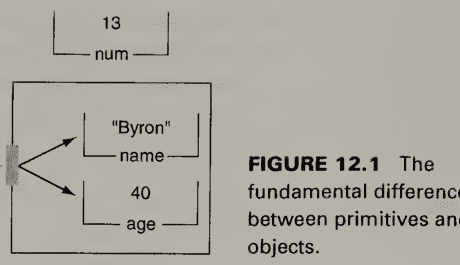 13
num
"Byron"
name
40
age
FIGURE 12.1 The
fundamental difference
between primitives and
objects.